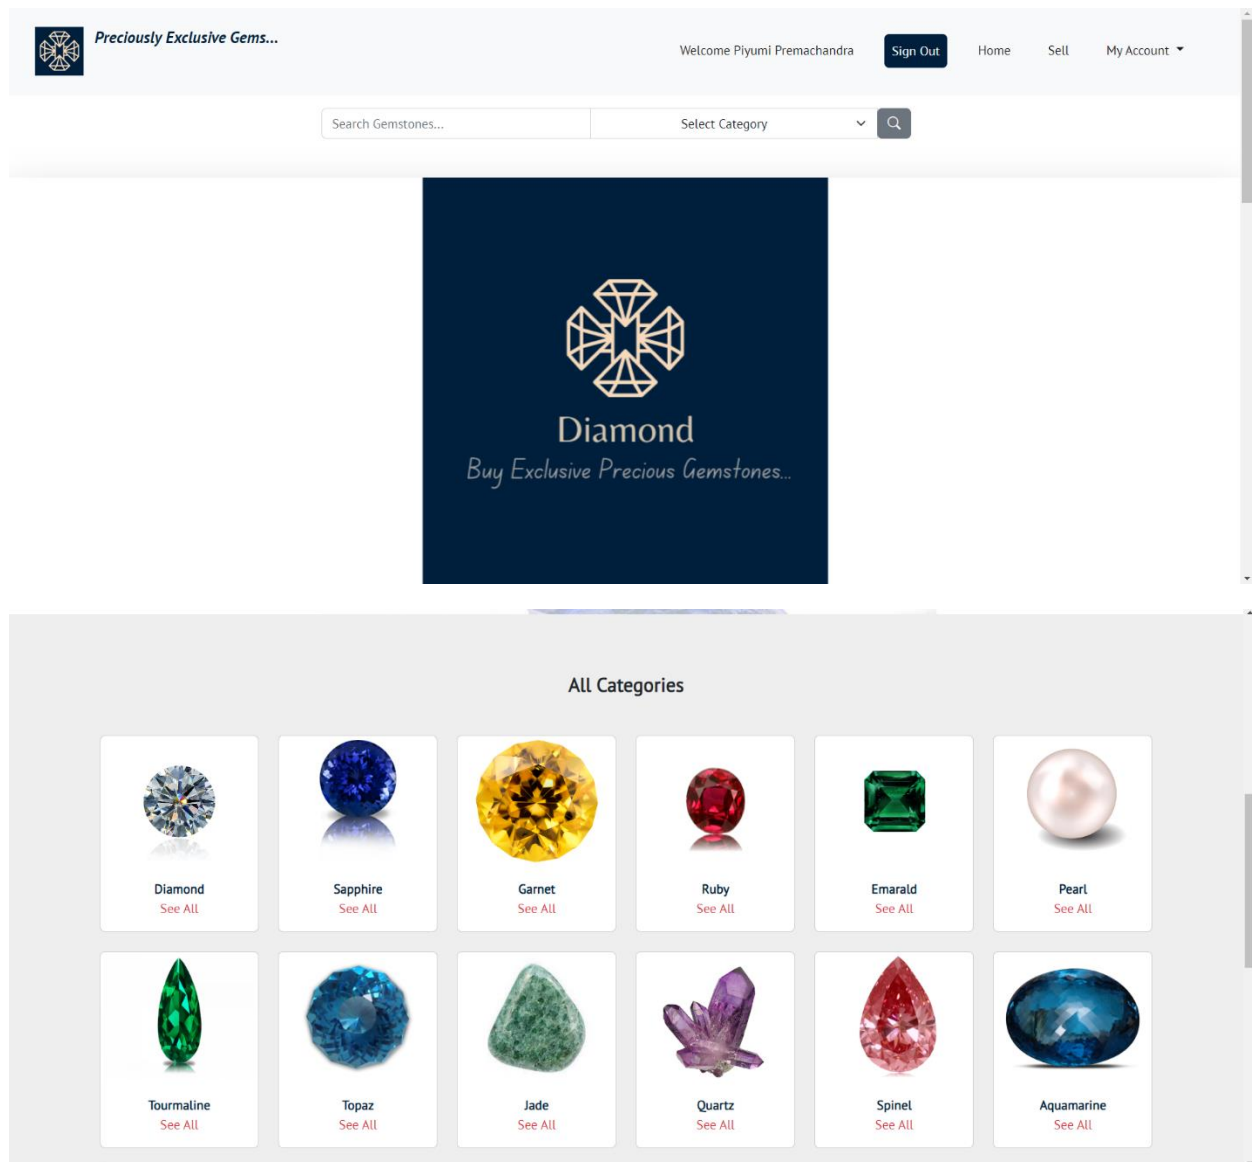 Preciously Exclusive Gems...
Welcome Piyumi Premachandra Sign Out Home Sell My Account
Search Gemstones... Select Category
Diamond
Buy Exclusive Precious Gemstones...
All Categories
Diamond Sapphire Garnet Ruby Emarald Pearl
See All See All See All See All See All See All
Tourmaline Topaz Jade Quartz Spinel Aquamarine
See All See All See All See All See All See All